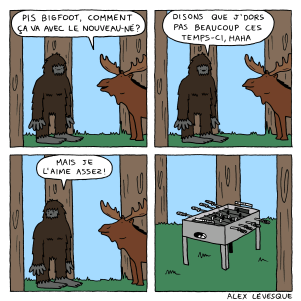 PIS BIGFOOT, COMMENT
ÇA VA AVEC LE NOUVEAU-NÉ?
DISONS QUE J'DORS
PAS BEAUCOUP CES
TEMPS-CI, HAHA
MAIS JE
L'AIME ASSEZ!
ALEX LÉVESQUE